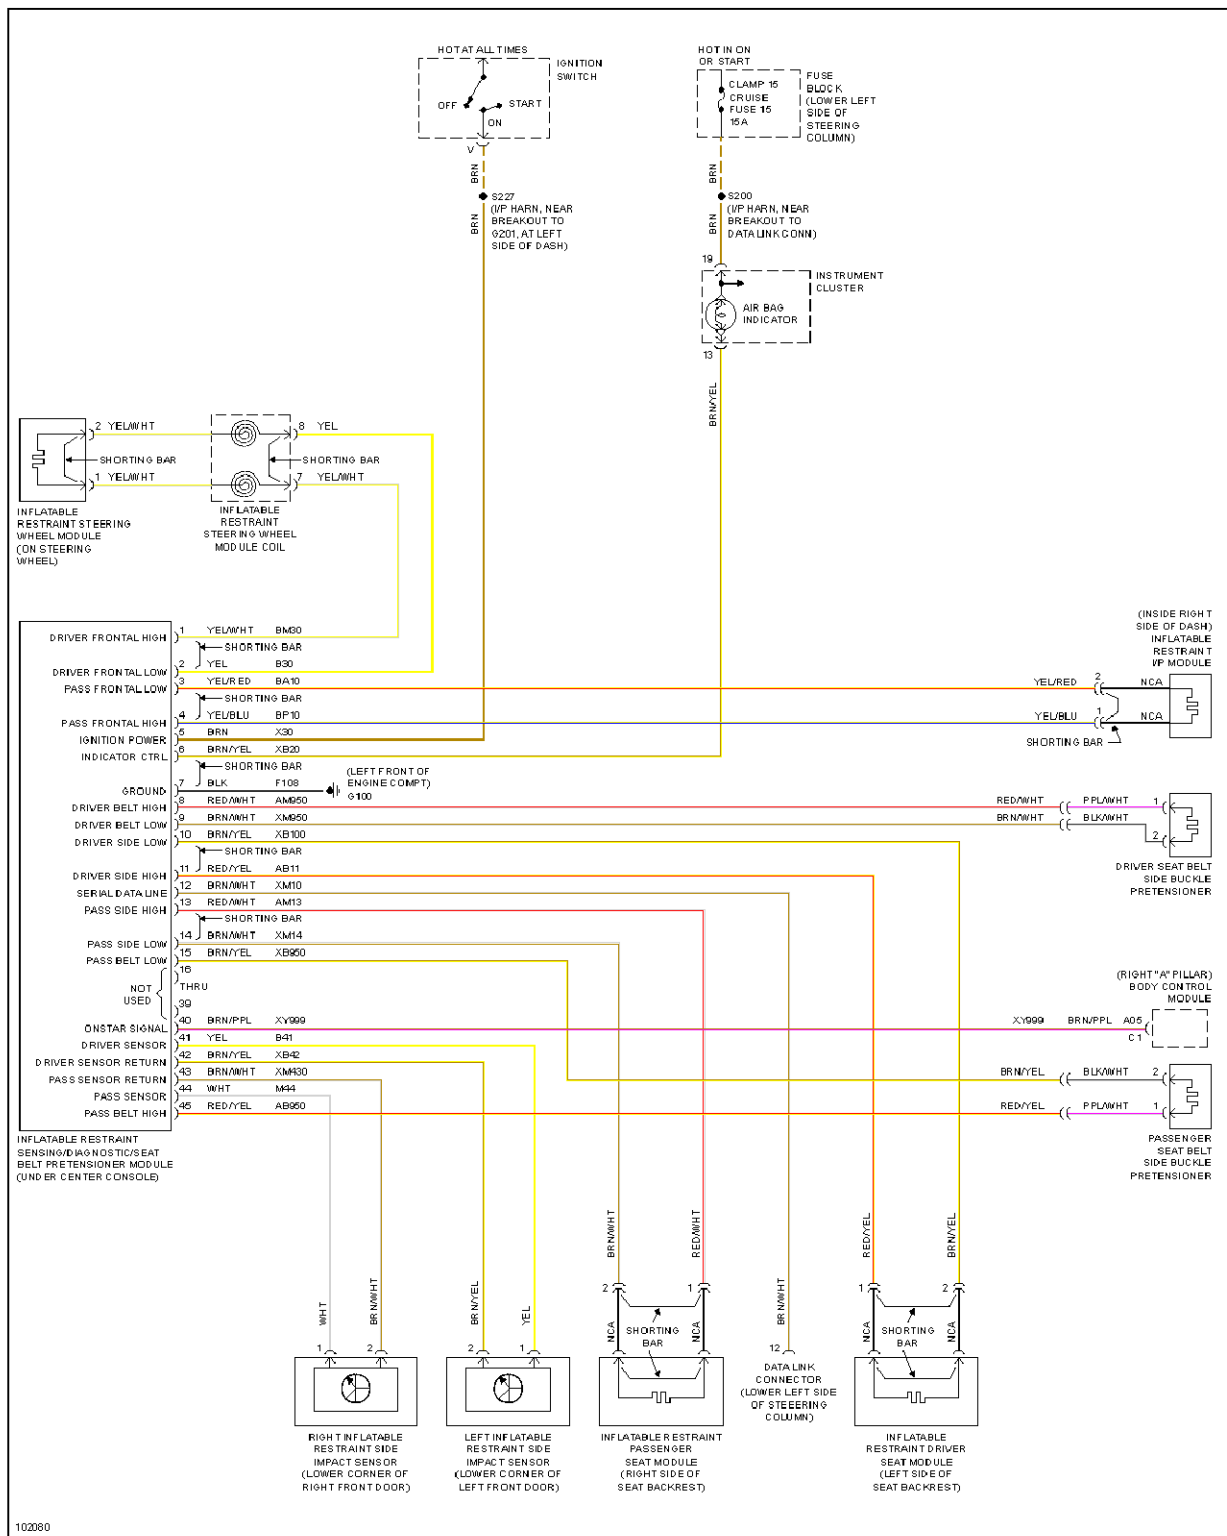 HOT AT ALL TIMES
IGNITION
SWITCH
OFF
START
ON
V
BRN
S227
(I/P HARN, NEAR
BREAKOUT TO
G201, AT LEFT
SIDE OF DASH)
BRN
HOT IN ON
OR START
CLAMP 15
CRUISE
FUSE 15
15A
FUSE
BLOCK
(LOWER LEFT
SIDE OF
STEERING
COLUMN)
BRN
S200
(I/P HARN, NEAR
BREAKOUT TO
DATA LINK CONN)
BRN
19
INSTRUMENT
CLUSTER
AIR BAG
INDICATOR
13
BRN/YEL
2 YEL/WHT
8 YEL
SHORTING BAR
SHORTING BAR
1 YEL/WHT
7 YEL/WHT
INFLATABLE
RESTRAINT STEERING
WHEEL MODULE
(ON STEERING
WHEEL)
INFLATABLE
RESTRAINT
STEERING WHEEL
MODULE COIL
DRIVER FRONTAL HIGH 1 YEL/WHT BM30
SHORTING BAR
DRIVER FRONTAL LOW 2 YEL B30
PASS FRONTAL LOW 3 YEL/RED BA10
SHORTING BAR
PASS FRONTAL HIGH 4 YEL/BLU BP10
IGNITION POWER 5 BRN X30
INDICATOR CTRL 6 BRN/YEL XB20
SHORTING BAR
GROUND 7 BLK F108
(LEFT FRONT OF
ENGINE COMPT)
G100
DRIVER BELT HIGH 8 RED/WHT AM950
DRIVER BELT LOW 9 BRN/WHT XM950
DRIVER SIDE LOW 10 BRN/YEL XB100
SHORTING BAR
DRIVER SIDE HIGH 11 RED/YEL AB11
SERIAL DATA LINE 12 BRN/WHT XM10
PASS SIDE HIGH 13 RED/WHT AM13
SHORTING BAR
PASS SIDE LOW 14 BRN/WHT XM14
PASS BELT LOW 15 BRN/YEL XB950
16
NOT
USED
THRU
39
ONSTAR SIGNAL 40 BRN/PPL XY999
DRIVER SENSOR 41 YEL B41
DRIVER SENSOR RETURN 42 BRN/YEL XB42
PASS SENSOR RETURN 43 BRN/WHT XM430
PASS SENSOR 44 WHT M44
PASS BELT HIGH 45 RED/YEL AB950
INFLATABLE RESTRAINT
SENSING/DIAGNOSTIC/SEAT
BELT PRETENSIONER MODULE
(UNDER CENTER CONSOLE)
(INSIDE RIGHT
SIDE OF DASH)
INFLATABLE
RESTRAINT
I/P MODULE
YEL/RED 2 NCA
YEL/BLU 1 NCA
SHORTING BAR
RED/WHT PPL/WHT 1
BRN/WHT BLK/WHT 2
DRIVER SEAT BELT
SIDE BUCKLE
PRETENSIONER
(RIGHT "A" PILLAR)
BODY CONTROL
MODULE
XY999 BRN/PPL A05
C1
BRN/YEL BLK/WHT 2
RED/YEL PPL/WHT 1
PASSENGER
SEAT BELT
SIDE BUCKLE
PRETENSIONER
WHT
BRN/WHT
BRN/YEL
YEL
BRN/WHT
RED/WHT
RED/YEL
BRN/YEL
2
1
1
2
NCA
SHORTING
BAR
NCA
NCA
SHORTING
BAR
NCA
1
2
2
1
12
RIGHT INFLATABLE
RESTRAINT SIDE
IMPACT SENSOR
(LOWER CORNER OF
RIGHT FRONT DOOR)
LEFT INFLATABLE
RESTRAINT SIDE
IMPACT SENSOR
(LOWER CORNER OF
LEFT FRONT DOOR)
INFLATABLE RESTRAINT
PASSENGER
SEAT MODULE
(RIGHT SIDE OF
SEAT BACKREST)
DATA LINK
CONNECTOR
(LOWER LEFT SIDE
OF STEEERING
COLUMN)
INFLATABLE
RESTRAINT DRIVER
SEAT MODULE
(LEFT SIDE OF
SEAT BACKREST)
102080